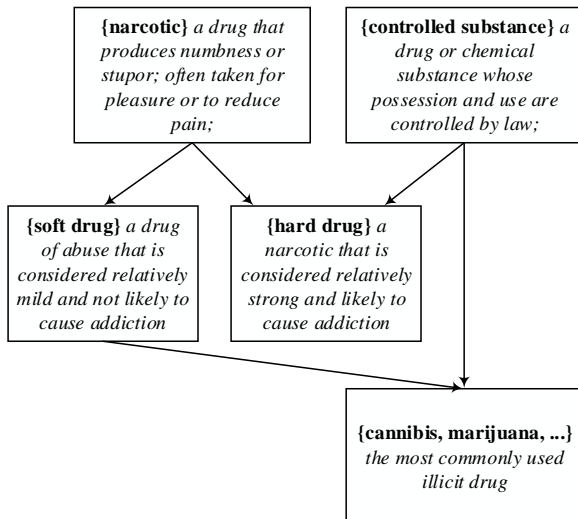 {narcotic} a drug that
produces numbness or
stupor; often taken for
pleasure or to reduce
pain;
{controlled substance} a
drug or chemical
substance whose
possession and use are
controlled by law;
{soft drug} a drug
of abuse that is
considered relatively
mild and not likely to
cause addiction
{hard drug} a
narcotic that is
considered relatively
strong and likely to
cause addiction
{cannibis, marijuana, ...}
the most commonly used
illicit drug